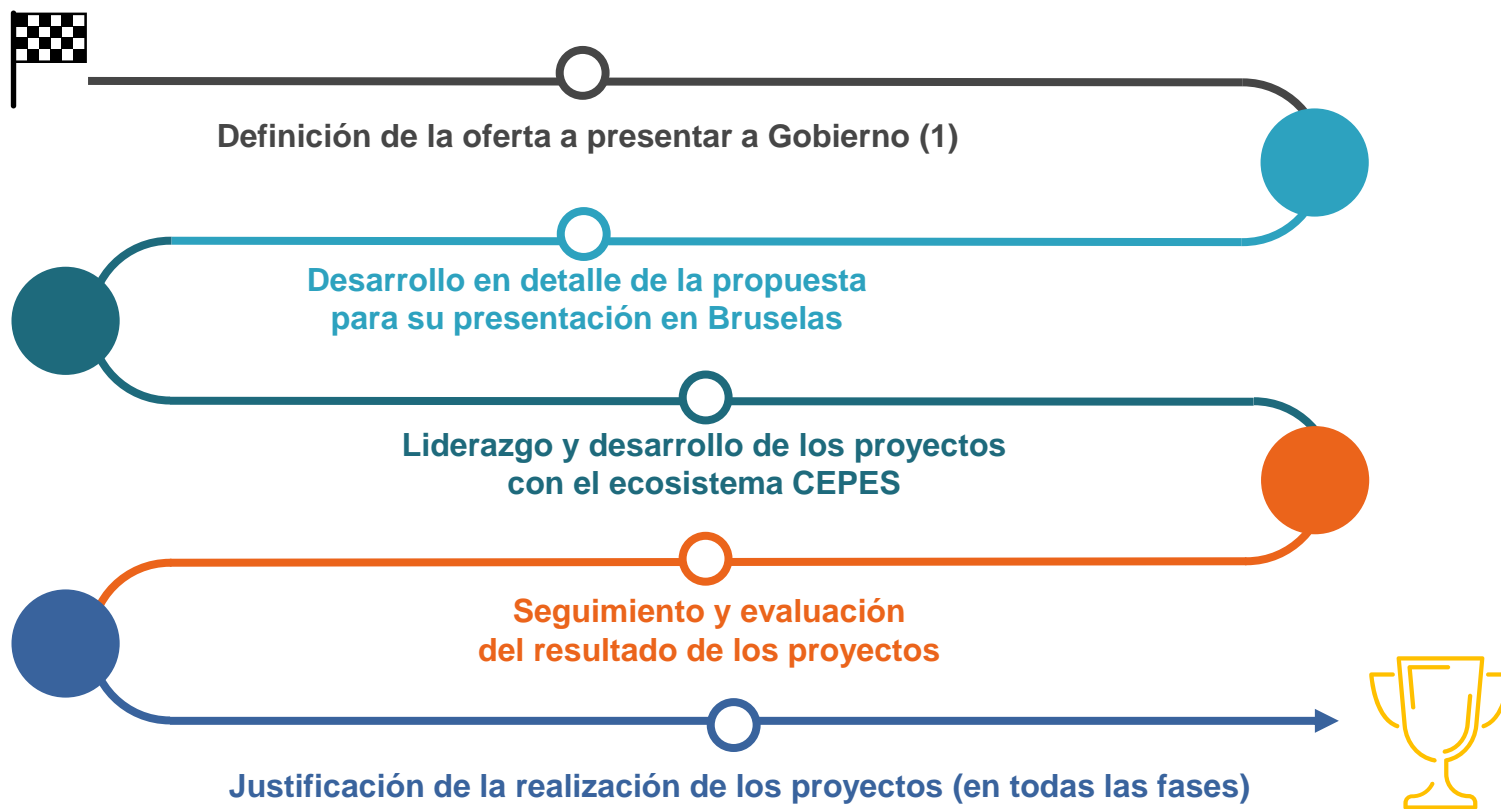 Definición de la oferta a presentar a Gobierno (1)
Desarrollo en detalle de la propuesta
para su presentación en Bruselas
Liderazgo y desarrollo de los proyectos
con el ecosistema CEPES
Seguimiento y evaluación
del resultado de los proyectos
Justificación de la realización de los proyectos (en todas las fases)